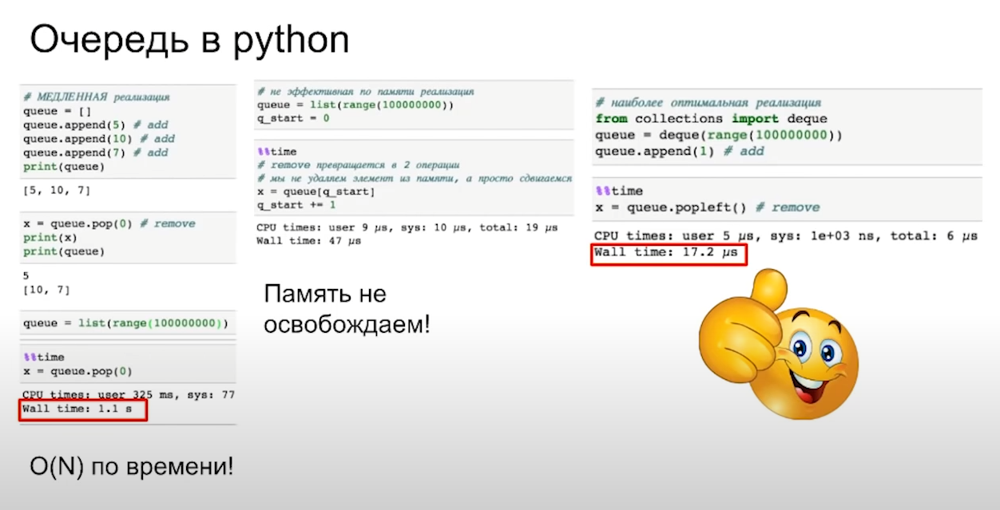 Очередь в python
# МЕДЛЕННАЯ реализация
queue = []
queue.append(5) # add
queue.append(10) # add
queue.append(7) # add
print(queue)
[5, 10, 7]
x = queue.pop(0) # remove
print(x)
print(queue)
5
[10, 7]
queue = list(range(100000000))
%%time
x = queue.pop(0)
CPU times: user 325 ms, sys: 77
Wall time: 1.1 s
O(N) по времени!
# не эффективная по памяти реализация
queue = list(range(100000000))
q_start = 0
%%time
# remove превращается в 2 операции
# мы не удаляем элемент из памяти, а просто сдвигаемся
x = queue[q_start]
q_start += 1
CPU times: user 9 µs, sys: 10 µs, total: 19 µs
Wall time: 47 µs
Память не
освобождаем!
# наиболее оптимальная реализация
from collections import deque
queue = deque(range(100000000))
queue.append(1) # add
%%time
x = queue.popleft() # remove
CPU times: user 5 µs, sys: 1e+03 ns, total: 6 µs
Wall time: 17.2 µs